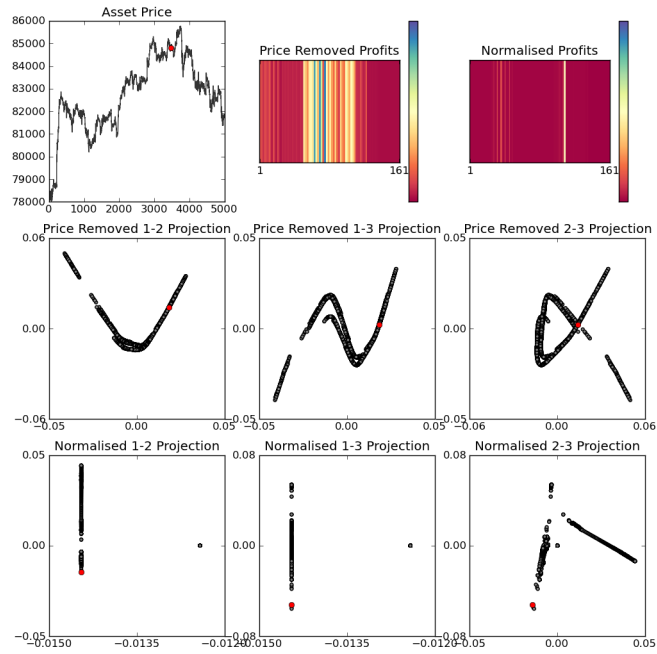 Asset Price
86000
85000
84000
83000
82000
81000
80000
79000
78000
0 1000 2000 3000 4000 5000
Price Removed Profits
1 161
Normalised Profits
1 161
Price Removed 1-2 Projection
0.06
0.00
−0.06
−0.05 0.00 0.05
Price Removed 1-3 Projection
0.05
0.00
0.05
−0.05 0.00 0.05
Price Removed 2-3 Projection
0.05
0.00
0.05
−0.06 0.00 0.06
Normalised 1-2 Projection
0.05
0.00
−0.05
−0.0150 −0.0135 −0.0120
Normalised 1-3 Projection
0.08
0.00
0.08
−0.0150 −0.0135 −0.0120
Normalised 2-3 Projection
0.08
0.00
0.08
0.00 0.05